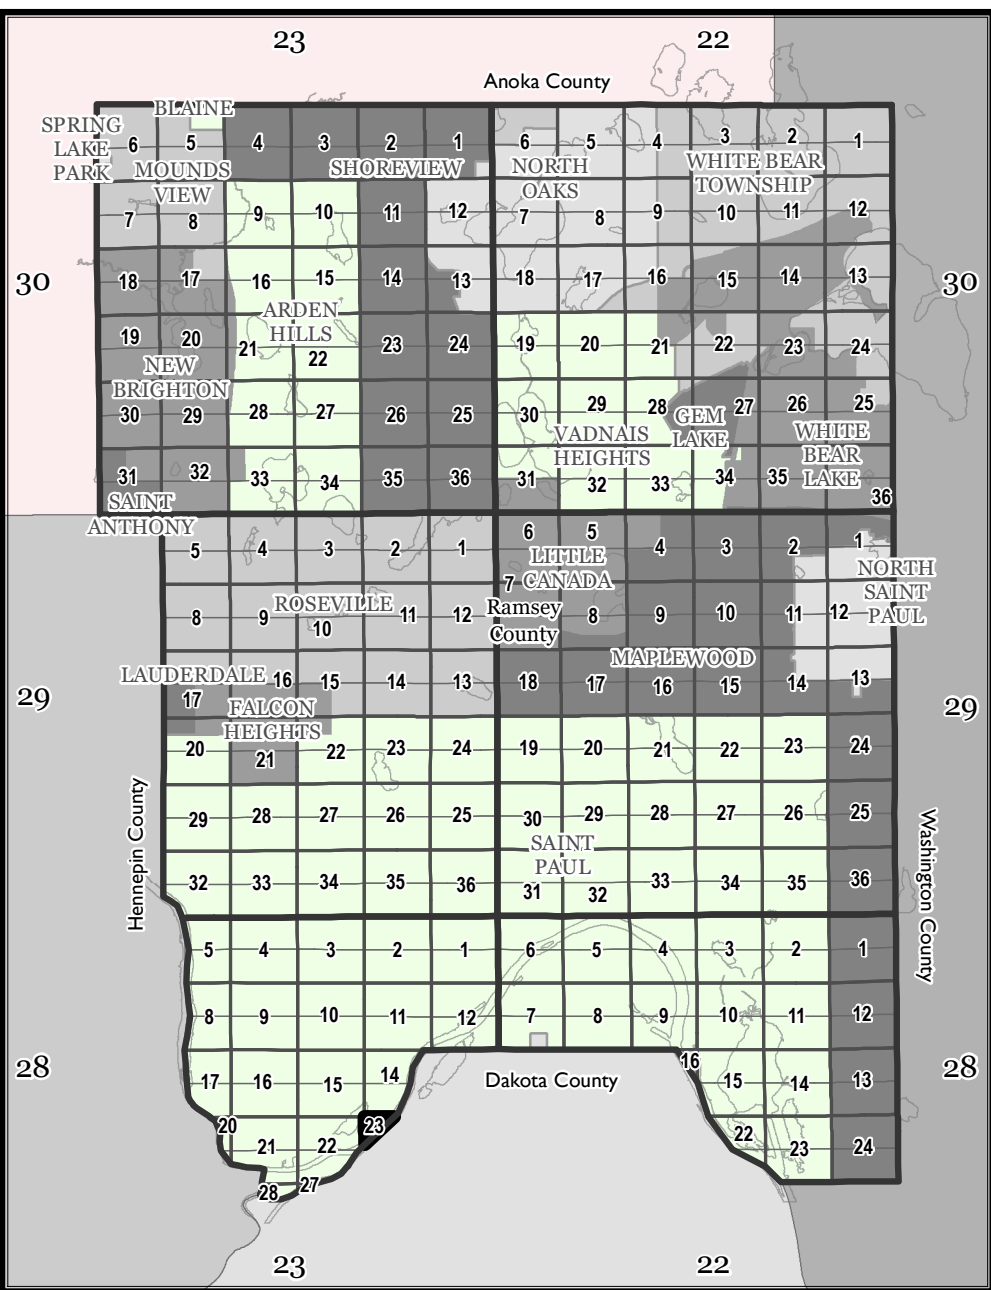 23 22
Anoka County
BLAINE
SPRING
LAKE
PARK
6 5 4 3 2 1 6 5 4 3 2 1
MOUNDS
VIEW
SHOREVIEW
NORTH
OAKS
WHITE BEAR
TOWNSHIP
7 8 9 10 11 12 7 8 9 10 11 12
30 18 17 16 15 14 13 18 17 16 15 14 13 30
ARDEN
HILLS
19 20 21 22 23 24 19 20 21 22 23 24
NEW
BRIGHTON
30 29 28 27 26 25 30 29 28 27 26 25
GEM
LAKE
VADNAIS
HEIGHTS
WHITE
BEAR
LAKE
31 32 33 34 35 36 31 32 33 34 35 36
SAINT
ANTHONY
5 4 3 2 1 6 5 4 3 2 1
LITTLE
CANADA
NORTH
SAINT
PAUL
8 9 10 11 12 7 8 9 10 11 12
ROSEVILLE
Ramsey
County
MAPLEWOOD
LAUDERDALE
29 17 16 15 14 13 18 17 16 15 14 13 29
FALCON
HEIGHTS
20 21 22 23 24 19 20 21 22 23 24
Hennepin County
29 28 27 26 25 30 29 28 27 26 25
SAINT
PAUL
Washington County
32 33 34 35 36 31 32 33 34 35 36
5 4 3 2 1 6 5 4 3 2 1
8 9 10 11 12 7 8 9 10 11 12
28 17 16 15 14 16 15 14 13 28
Dakota County
20 21 22 23 22 23 24
28 27
23 22